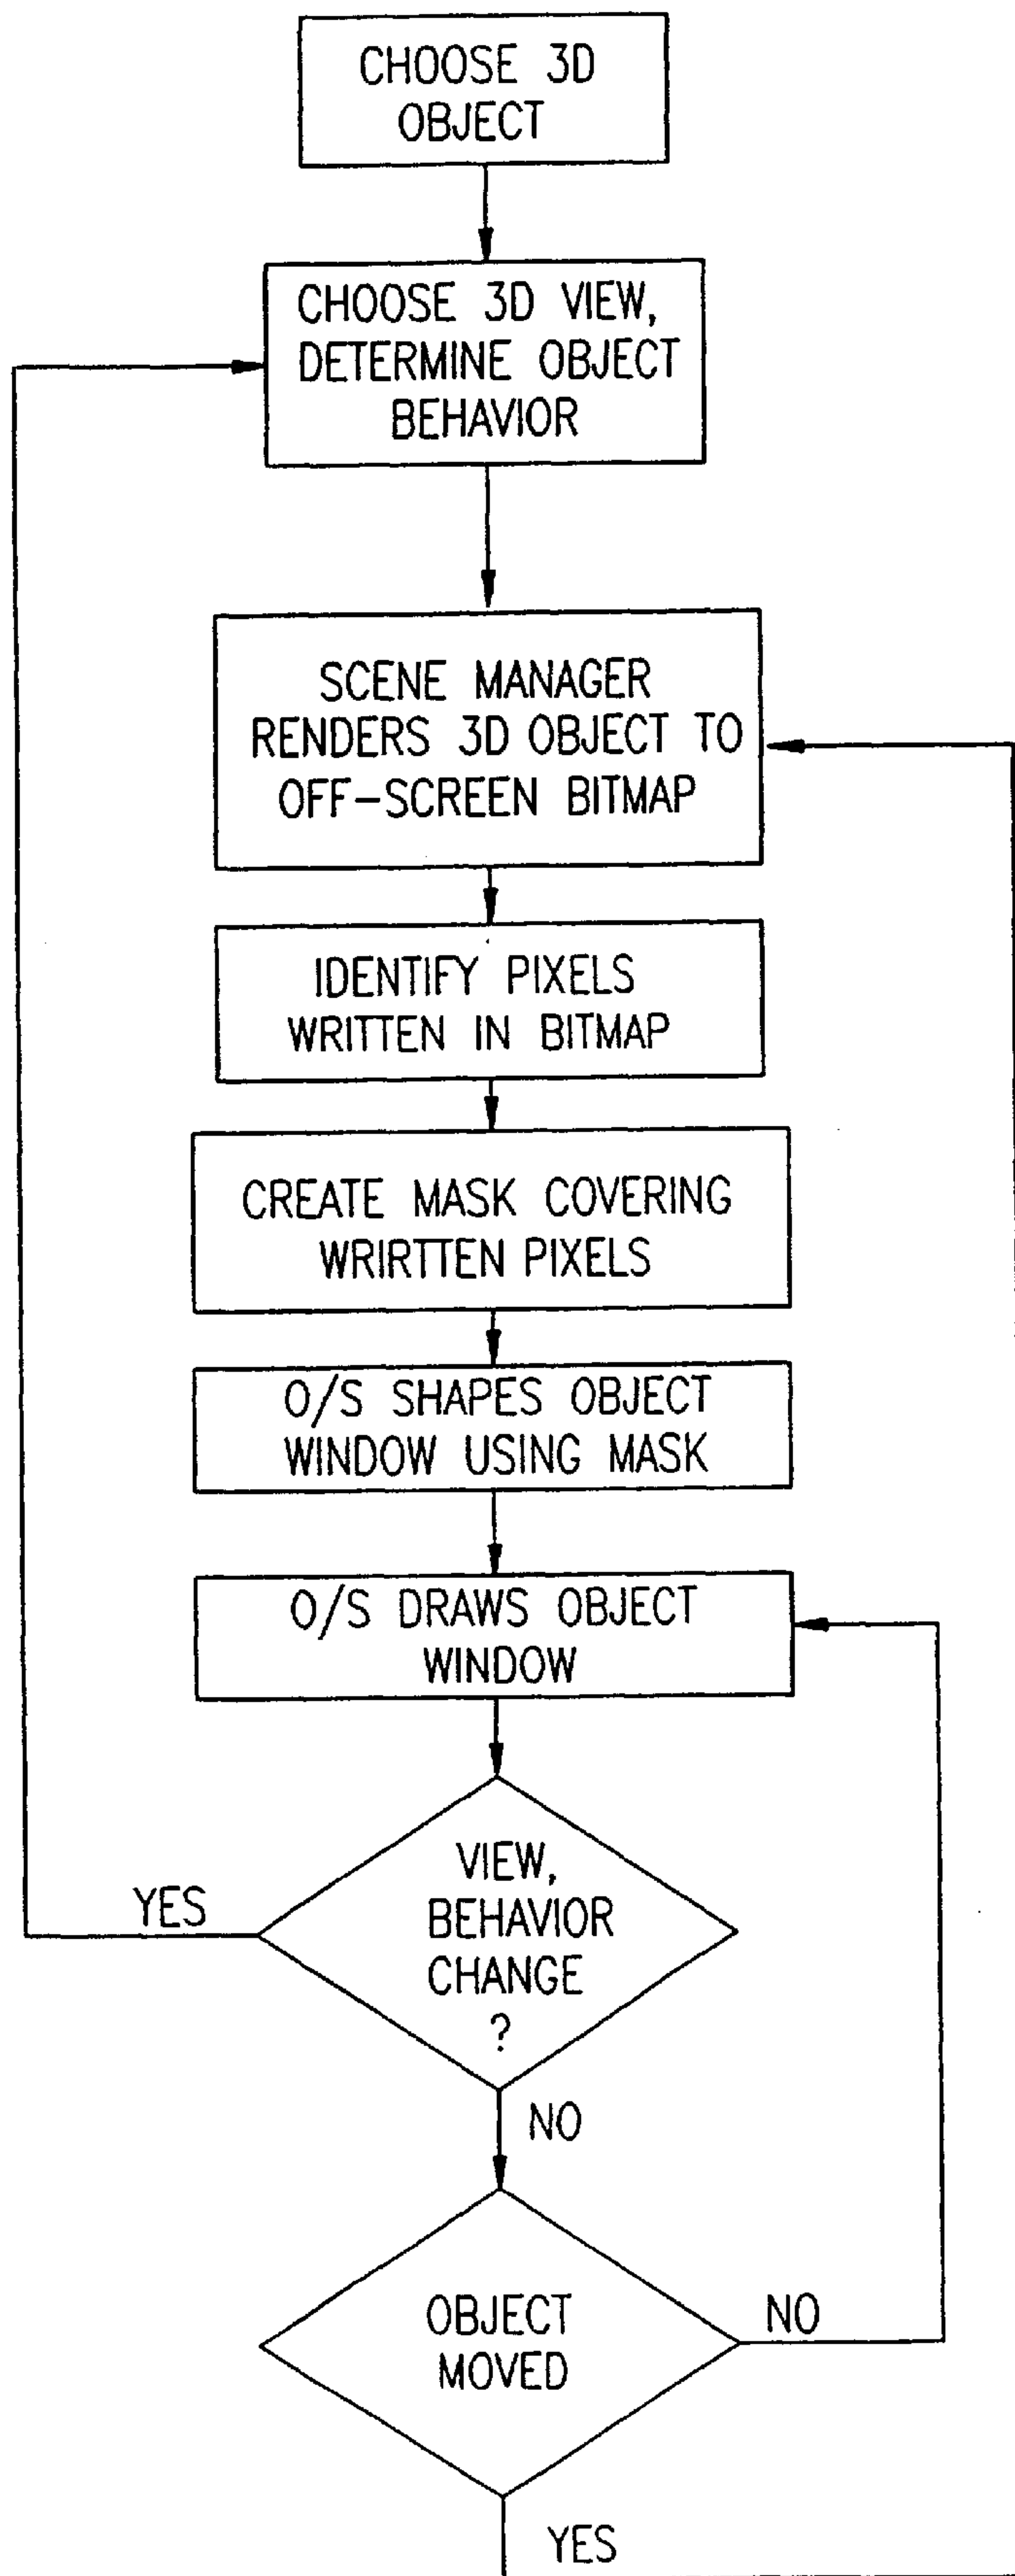 CHOOSE 3D
OBJECT
CHOOSE 3D VIEW,
DETERMINE OBJECT
BEHAVIOR
SCENE MANAGER
RENDERS 3D OBJECT TO
OFF-SCREEN BITMAP
IDENTIFY PIXELS
WRITTEN IN BITMAP
CREATE MASK COVERING
WRIRTTEN PIXELS
O/S SHAPES OBJECT
WINDOW USING MASK
O/S DRAWS OBJECT
WINDOW
VIEW,
BEHAVIOR
CHANGE
?
YES
NO
OBJECT
MOVED
NO
YES